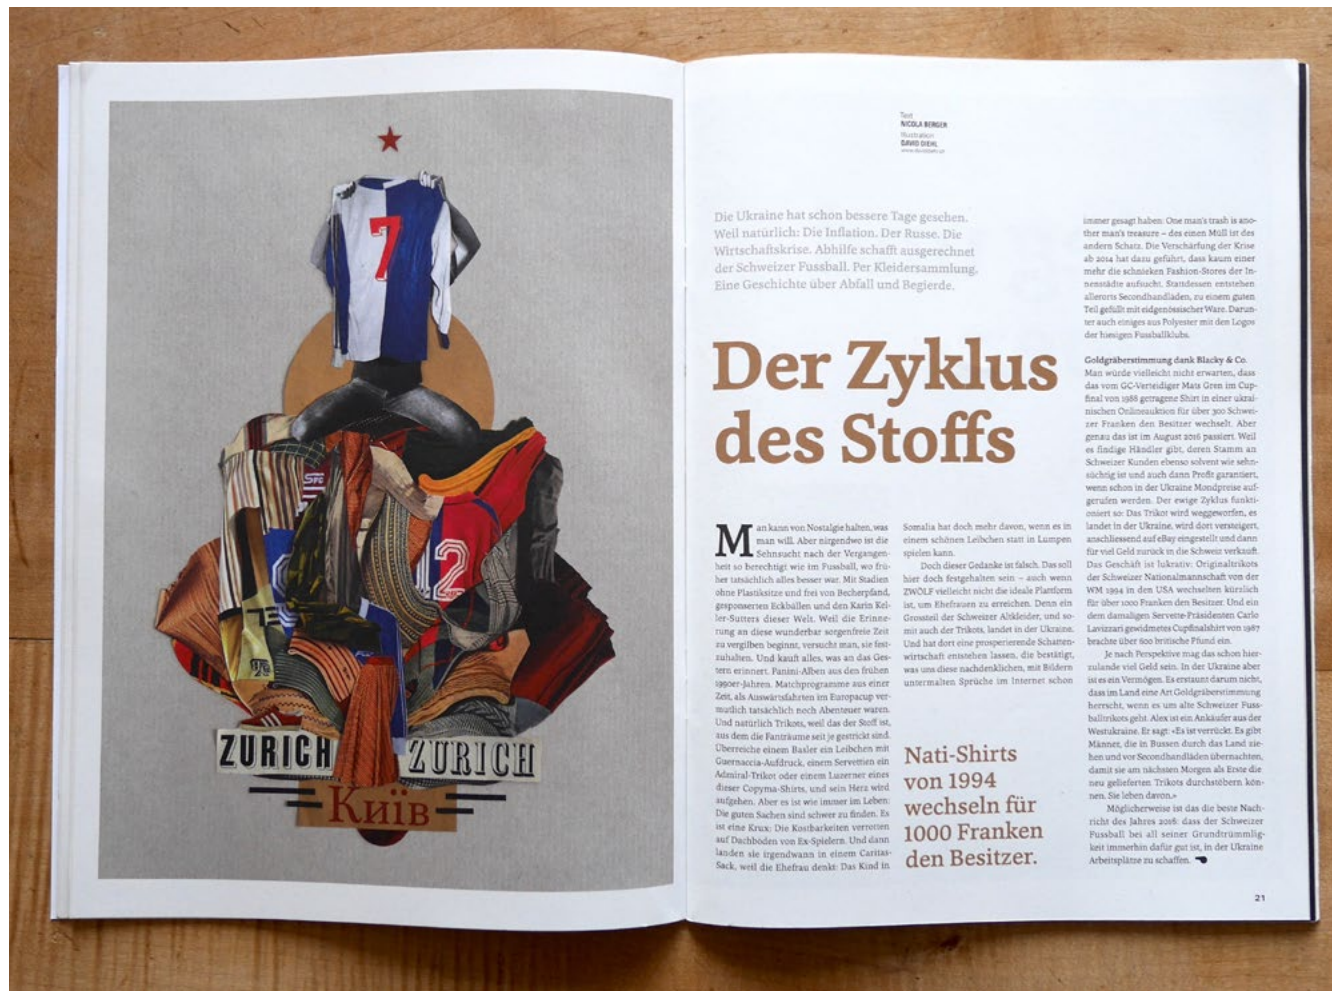 7
SFG
12
ZURICH
ZÜRICH
Київ
Text
NICOLA BERGER
Illustration
DAVID DIEHL
Die Ukraine hat schon bessere Tage gesehen.
Weil natürlich: Die Inflation. Der Russe. Die
Wirtschaftskrise. Abhilfe schafft ausgerechnet
der Schweizer Fussball. Per Kleidersammlung.
Eine Geschichte über Abfall und Begierde.
Der Zyklus
des Stoffs
Man kann von Nostalgie halten, was
man will. Aber nirgendwo ist die
Sehnsucht nach der Vergangen-
heit so berechtigt wie im Fussball, wo frü-
her tatsächlich alles besser war. Mit Stadien
ohne Plastiksitze und frei von Becherpfand,
gesponserten Eckbällen und den Karin Kel-
ler-Sutters dieser Welt. Weil die Erinne-
rung an diese wunderbar sorgenfreie Zeit
zu vergilben beginnt, versucht man, sie fest-
zuhalten. Und kauft alles, was an das Ges-
tern erinnert. Panini-Alben aus den frühen
1990er-Jahren. Matchprogramme aus einer
Zeit, als Auswärtsfahrten im Europacup ver-
mutlich tatsächlich noch Abenteuer waren.
Und natürlich Trikots, weil das der Stoff ist,
aus dem die Fanträume seit je gestrickt sind.
Überreiche einem Basler ein Leibchen mit
Guernaccia-Aufdruck, einem Servettien ein
Admiral-Trikot oder einem Luzerner eines
dieser Copyma-Shirts, und sein Herz wird
aufgehen. Aber es ist wie immer im Leben:
Die guten Sachen sind schwer zu finden. Es
ist eine Krux: Die Kostbarkeiten verrotten
auf Dachböden von Ex-Spielern. Und dann
landen sie irgendwann in einem Caritas-
Sack, weil die Ehefrau denkt: Das Kind in
Somalia hat doch mehr davon, wenn es in
einem schönen Leibchen statt in Lumpen
spielen kann.
Doch dieser Gedanke ist falsch. Das soll
hier doch festgehalten sein – auch wenn
ZWÖLF vielleicht nicht die ideale Plattform
ist, um Ehefrauen zu erreichen. Denn ein
Grossteil der Schweizer Altkleider, und so-
mit auch der Trikots, landet in der Ukraine.
Und hat dort eine prosperierende Schatten-
wirtschaft entstehen lassen, die bestätigt,
was uns diese nachdenklichen, mit Bildern
untermalten Sprüche im Internet schon
Nati-Shirts
von 1994
wechseln für
1000 Franken
den Besitzer.
immer gesagt haben: One man's trash is ano-
ther man's treasure – des einen Müll ist des
andern Schatz. Die Verschärfung der Krise
ab 2014 hat dazu geführt, dass kaum einer
mehr die schnieken Fashion-Stores der In-
nenstädte aufsucht. Stattdessen entstehen
allerorts Secondhandläden, zu einem guten
Teil gefüllt mit eidgenössischer Ware. Darun-
ter auch einiges aus Polyester mit den Logos
der hiesigen Fussballklubs.
Goldgräberstimmung dank Blacky & Co.
Man würde vielleicht nicht erwarten, dass
das vom GC-Verteidiger Mats Gren im Cup-
final von 1988 getragene Shirt in einer ukrai-
nischen Onlineauktion für über 300 Schwei-
zer Franken den Besitzer wechselt. Aber
genau das ist im August 2016 passiert. Weil
es findige Händler gibt, deren Stamm an
Schweizer Kunden ebenso solvent wie sehn-
süchtig ist und auch dann Profit garantiert,
wenn schon in der Ukraine Mondpreise auf-
gerufen werden. Der ewige Zyklus funkti-
oniert so: Das Trikot wird weggeworfen, es
landet in der Ukraine, wird dort versteigert,
anschliessend auf eBay eingestellt und dann
für viel Geld zurück in die Schweiz verkauft.
Das Geschäft ist lukrativ: Originaltrikots
der Schweizer Nationalmannschaft von der
WM 1994 in den USA wechselten kürzlich
für über 1000 Franken den Besitzer. Und ein
dem damaligen Servette-Präsidenten Carlo
Lavizzari gewidmetes Cupfinalshirt von 1987
brachte über 600 britische Pfund ein.
Je nach Perspektive mag das schon hier-
zulande viel Geld sein. In der Ukraine aber
ist es ein Vermögen. Es erstaunt darum nicht,
dass im Land eine Art Goldgräberstimmung
herrscht, wenn es um alte Schweizer Fuss-
balltrikots geht. Alex ist ein Ankäufer aus der
Westukraine. Er sagt: «Es ist verrückt. Es gibt
Männer, die in Bussen durch das Land zie-
hen und vor Secondhandläden übernachten,
damit sie am nächsten Morgen als Erste die
neu gelieferten Trikots durchstöbern kön-
nen. Sie leben davon.»
Möglicherweise ist das die beste Nach-
richt des Jahres 2018: dass der Schweizer
Fussball bei all seiner Grundtrümmlig-
keit immerhin dafür gut ist, in der Ukraine
Arbeitsplätze zu schaffen.
21